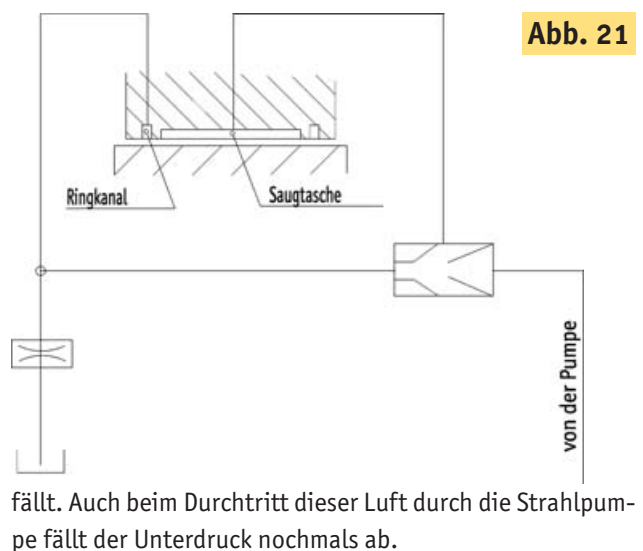 Abb. 21
Ringkanal
Saugtasche
von der Pumpe
fällt. Auch beim Durchtritt dieser Luft durch die Strahlpum-
pe fällt der Unterdruck nochmals ab.